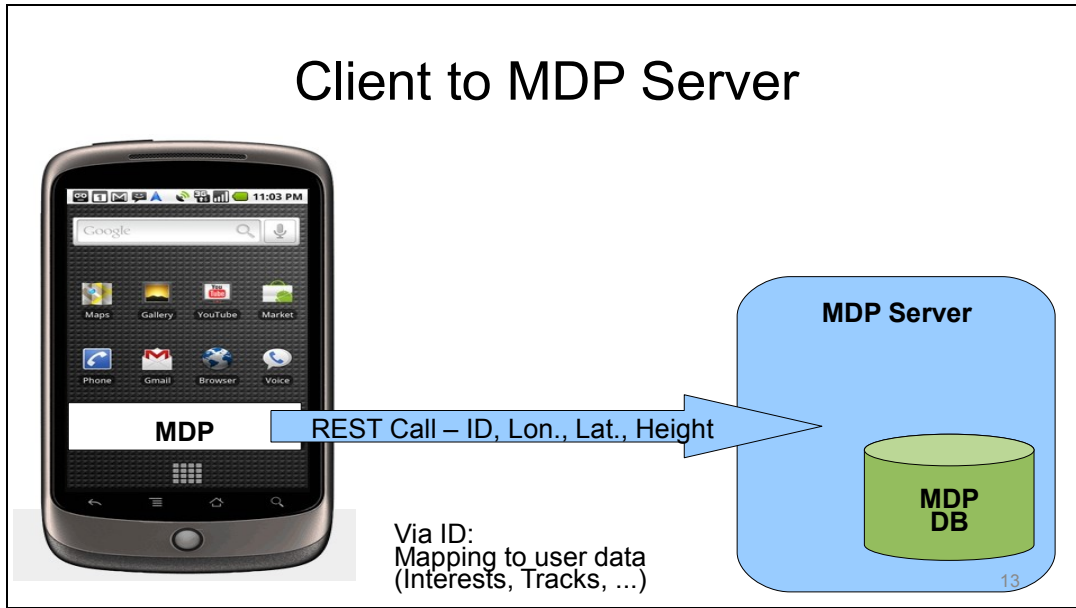 Client to MDP Server
11:03 PM
Google
Maps Gallery YouTube Market
Phone Gmail Browser Voice
MDP
REST Call – ID, Lon., Lat., Height
MDP Server
MDP
DB
Via ID:
Mapping to user data
(Interests, Tracks, ...)
13